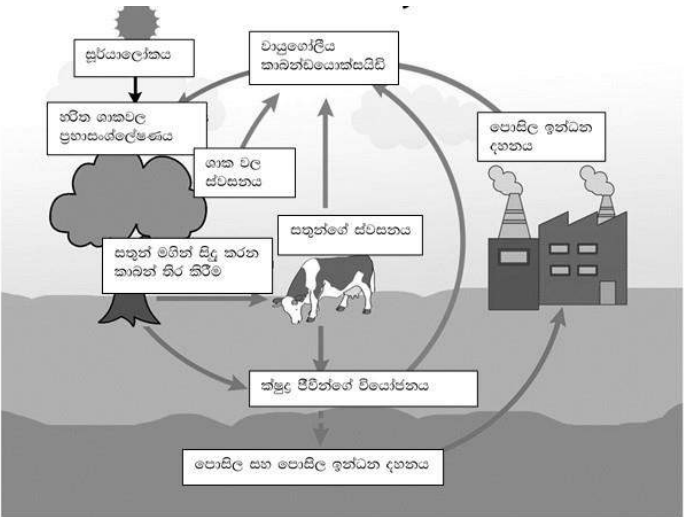 සූර්යාලෝකය
වායුගෝලීය
කාබන්ඩයොක්සයිඩ්
හරිත ශාකවල
ප්‍රභාසංශ්ලේෂණය
පොසිල ඉන්ධන
දහනය
ශාක වල
ස්වසනය
සතුන්ගේ ස්වසනය
සතුන් මගින් සිදු කරන
කාබන් තිර කිරීම
ක්ෂුද්‍ර ජීවීන්ගේ වියෝජනය
පොසිල සහ පොසිල ඉන්ධන දහනය